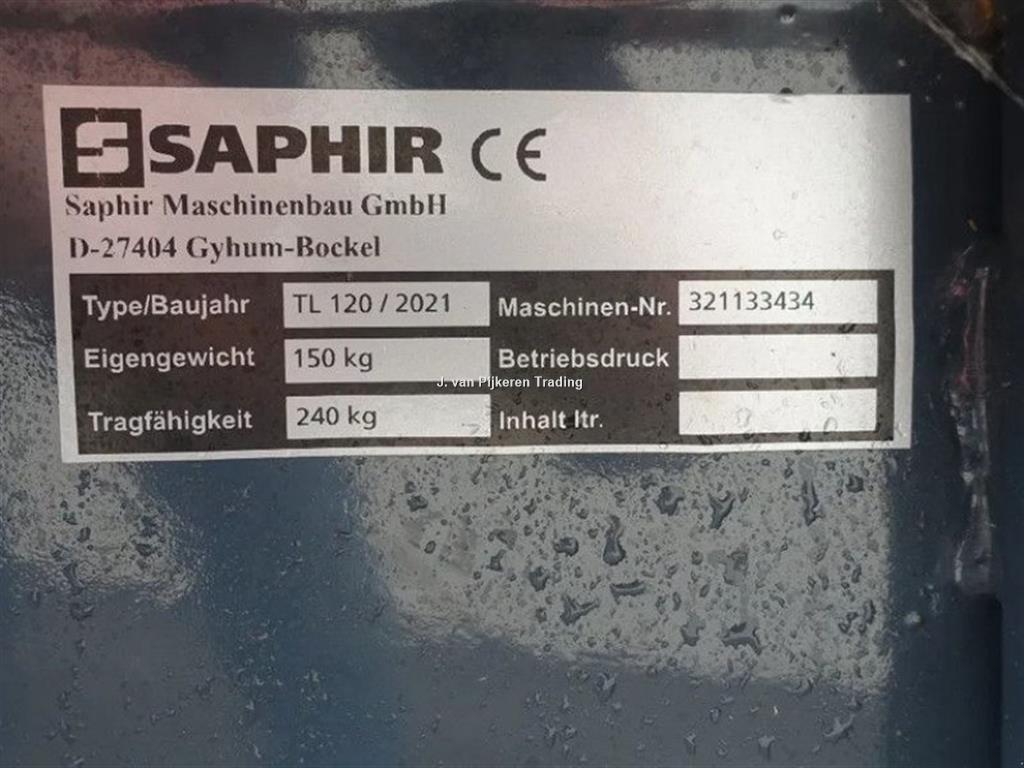 SAPHIR CE
Saphir Maschinenbau GmbH
D-27404 Gyhum-Bockel
Type/Baujahr TL 120 / 2021 Maschinen-Nr. 321133434
Eigengewicht 150 kg Betriebsdruck
J. van Pijkeren Trading
Tragfähigkeit 240 kg Inhalt ltr.